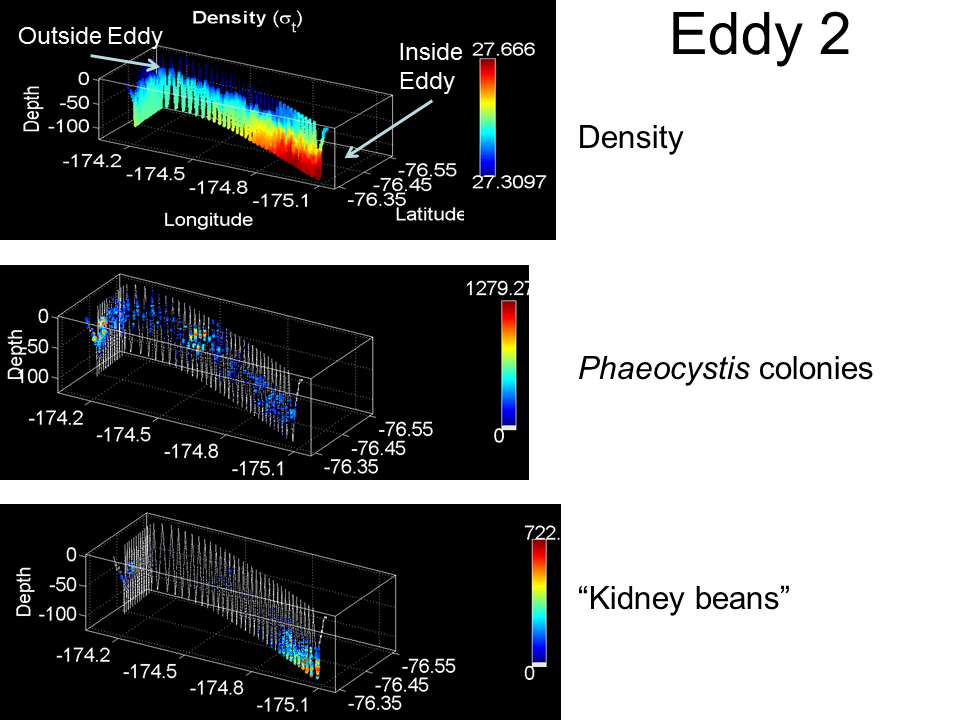 Eddy 2
Density (σt)
Outside Eddy
Inside
Eddy
27.666
27.3097
Depth
0
-50
-100
-174.2
-174.5
-174.8
-175.1
Longitude
-76.55
-76.45
-76.35
Latitude
Density
1279.27
0
Depth
0
50
100
-174.2
-174.5
-174.8
-175.1
-76.55
-76.45
-76.35
Phaeocystis colonies
722.
0
Depth
0
-50
-100
-174.2
-174.5
-174.8
-175.1
-76.55
-76.45
-76.35
“Kidney beans”